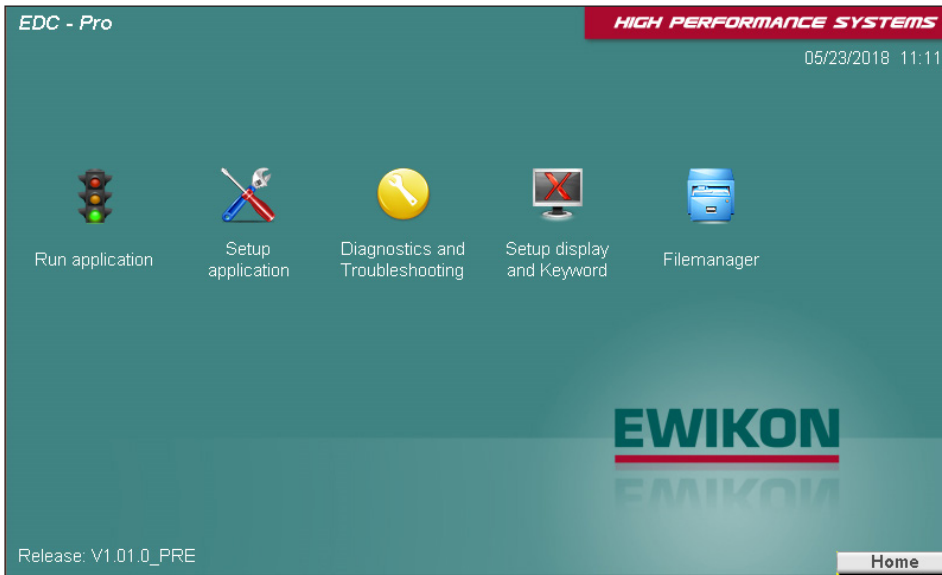 EDC - Pro
HIGH PERFORMANCE SYSTEMS
05/23/2018 11:11
Run application
Setup
application
Diagnostics and
Troubleshooting
Setup display
and Keyword
Filemanager
EWIKON
Release: V1.01.0_PRE
Home